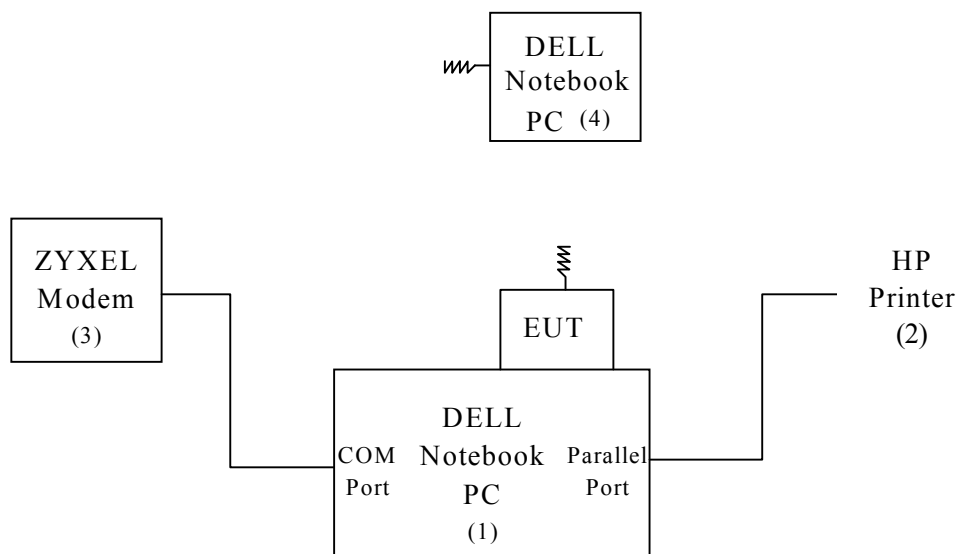 DELL
Notebook
PC (4)
ZYXEL
Modem
(3)
EUT
HP
Printer
(2)
COM
Port
DELL
Notebook
PC
(1)
Parallel
Port